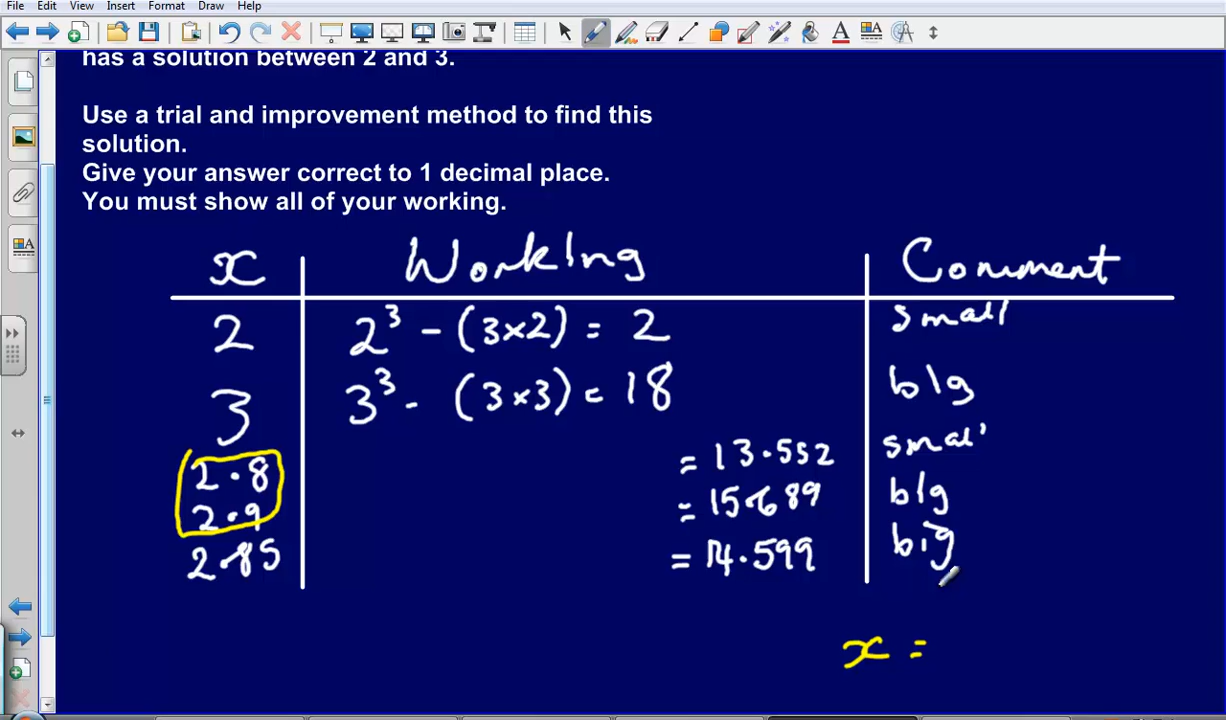 File Edit View Insert Format Draw Help
has a solution between 2 and 3.
Use a trial and improvement method to find this
solution.
Give your answer correct to 1 decimal place.
You must show all of your working.
x Working Comment
2 2³ - (3×2) = 2 small
3 3³ - (3×3) = 18 big
2.8 = 13.552 small
2.9 = 15.689 big
2.85 = 14.599 big
x =